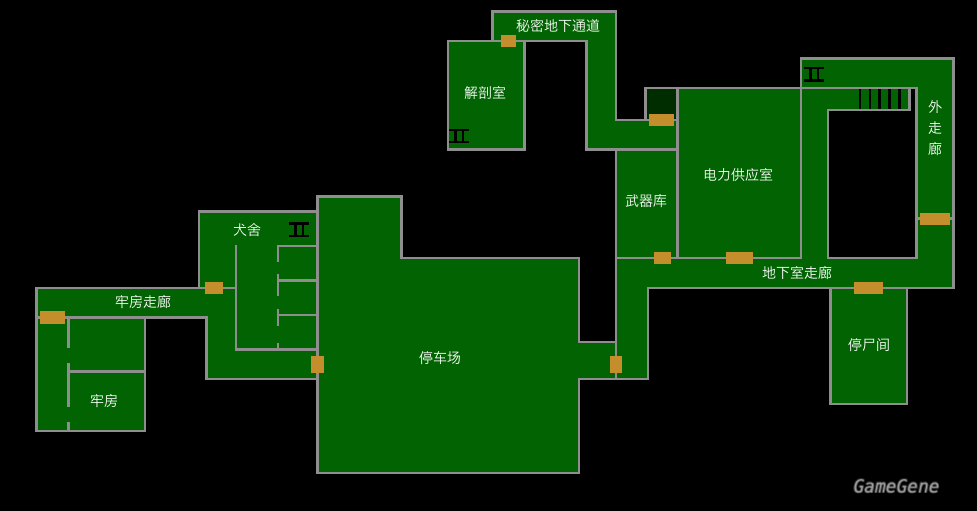 秘密地下通道
解剖室
外走廊
电力供应室
武器库
犬舍
地下室走廊
牢房走廊
停车场
停尸间
牢房
GameGene